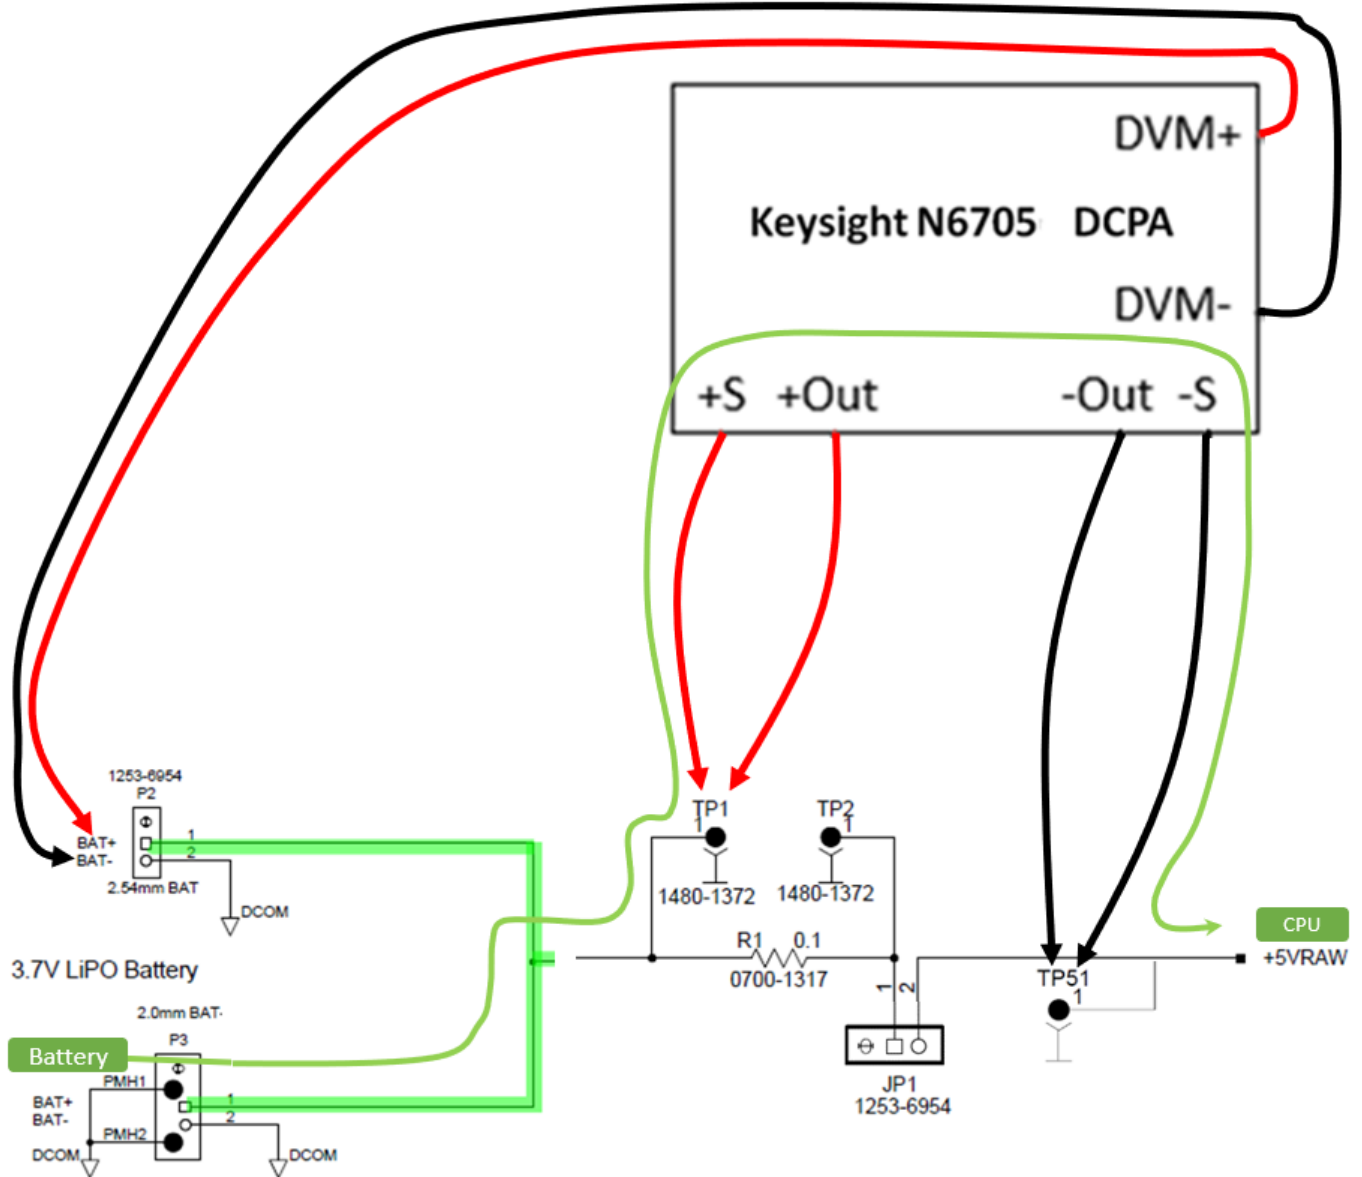 DVM+
Keysight N6705 DCPA
DVM-
+S +Out -Out -S
1253-6954
P2
BAT+
BAT-
1
2
2.54mm BAT
DCOM
3.7V LiPO Battery
2.0mm BAT-
P3
Battery
PMH1
BAT+
BAT-
1
2
PMH2
DCOM
DCOM
TP1
1
1480-1372
TP2
1
1480-1372
R1 0.1
0700-1317
1
2
JP1
1253-6954
TP51
1
CPU
+5VRAW